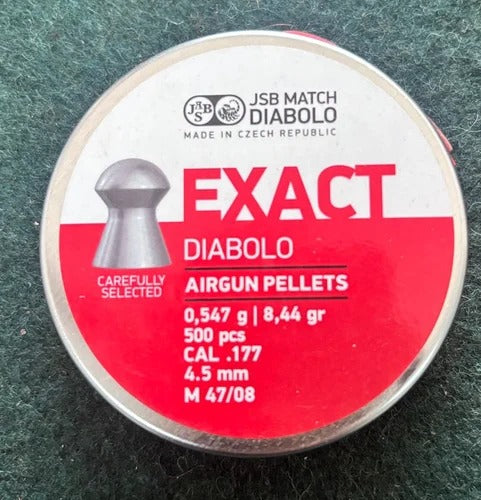 JABS JSB MATCH
DIABOLO
MADE IN CZECH REPUBLIC
EXACT
DIABOLO
CAREFULLY
SELECTED
AIRGUN PELLETS
0,547 g | 8,44 gr
500 pcs
CAL .177
4.5 mm
M 47/08